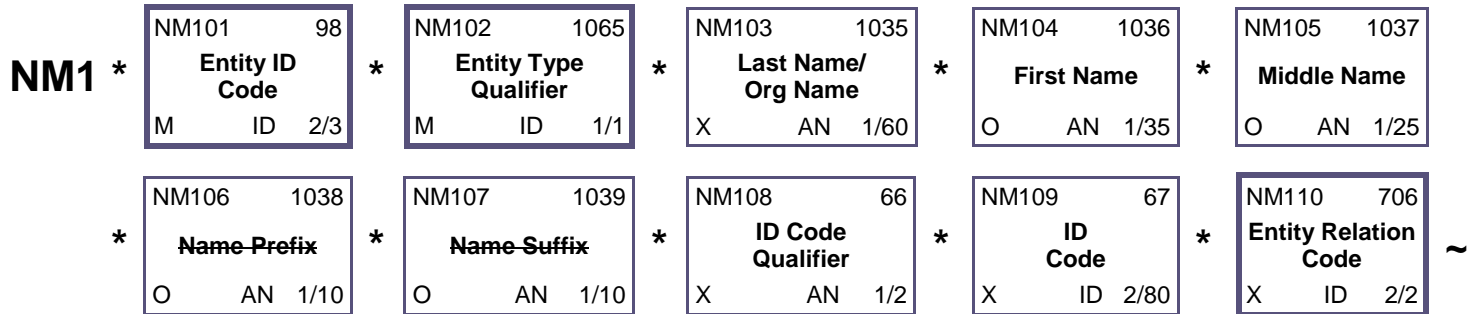 NM101 98 NM102 1065 NM103 1035 NM104 1036 NM105 1037
NM1 * Entity ID * Entity Type * Last Name/ * First Name * Middle Name
Code Qualifier Org Name
M ID 2/3 M ID 1/1 X AN 1/60 O AN 1/35 O AN 1/25
NM106 1038 NM107 1039 NM108 66 NM109 67 NM110 706
* Name Prefix * Name Suffix * ID Code * ID * Entity Relation ~
Qualifier Code Code
O AN 1/10 O AN 1/10 X AN 1/2 X ID 2/80 X ID 2/2